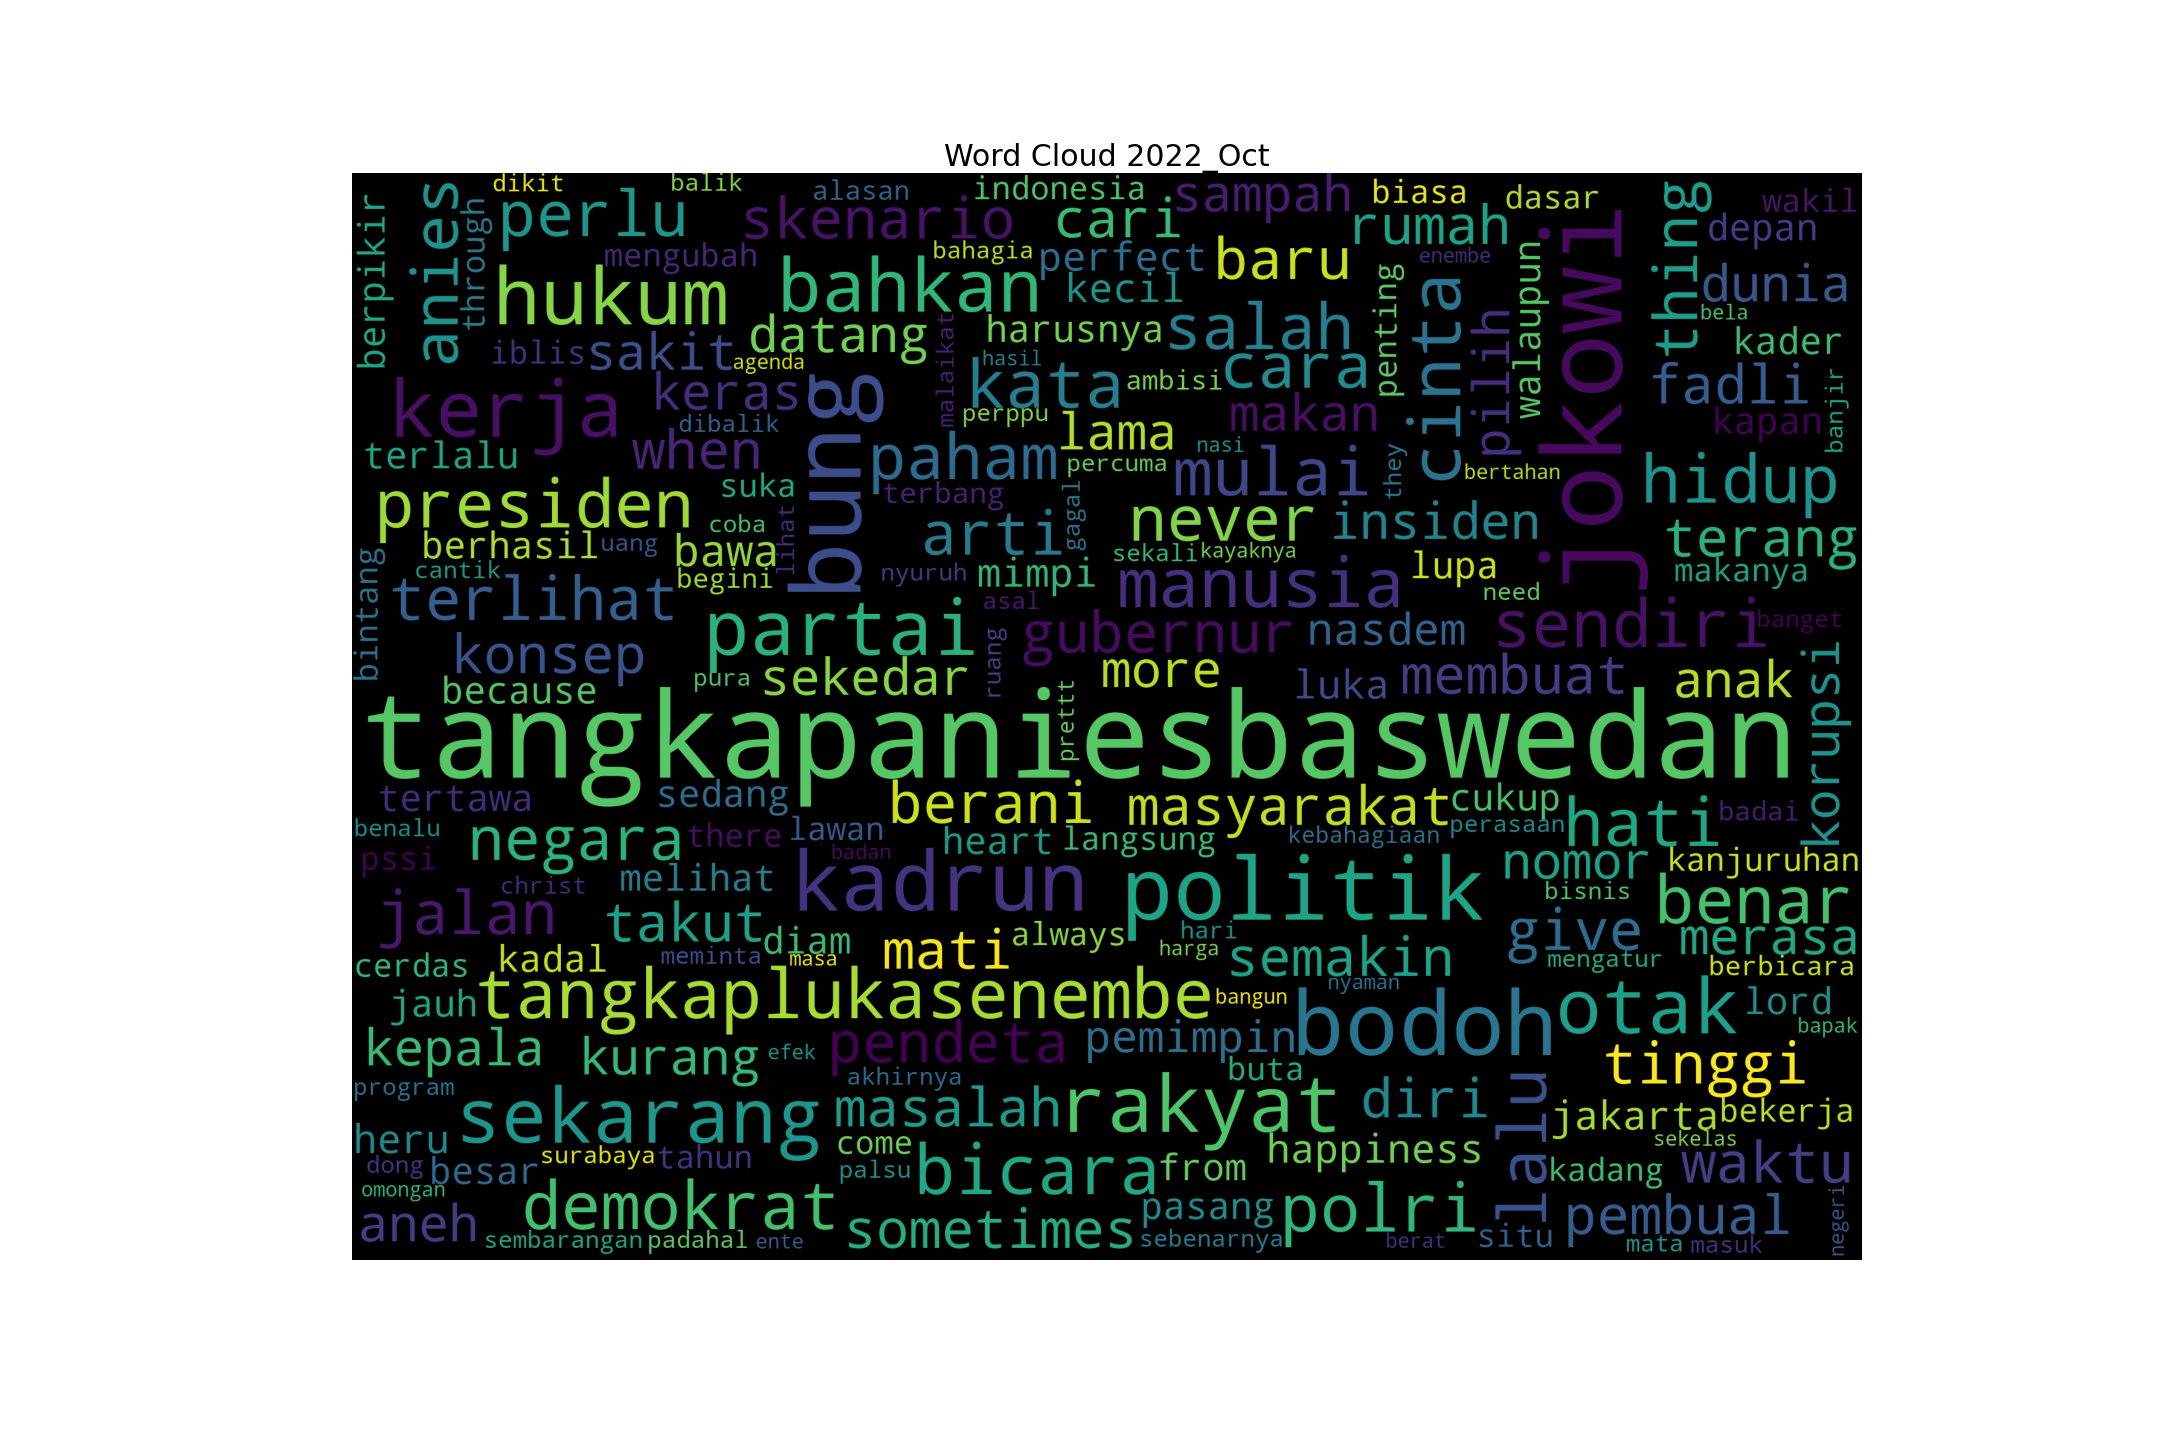 Word Cloud 2022_Oct
dikit balik alasan indonesia sampah biasa dasar wakil
berpikir anies through perlu skenario cari rumah walaupun jokowi thing depan
mengubah bahagia perfect baru enembe
hukum bahkan kecil penting cinta dunia
datang malaikat harusnya salah pilih bela kader
iblis sakit agenda hasil cara
kerja keras bung kata ambisi fadli banjir
dibalik perppu makan kapan
terlalu when paham lama nasi they
suka terbang percuma mulai bertahan hidup
presiden coba lihat arti gagal never insiden terang
berhasil uang bawa sekali kayaknya lupa makanya
bintang cantik begini nyuruh mimpi manusia need
terlihat asal sendiri banget
konsep partai ruang gubernur nasdem korupsi
because pura sekedar prettt more luka membuat anak
tangkapaniesbaswedan
tertawa sedang berani masyarakat cukup hati badai
benalu negara there lawan heart langsung kebahagiaan perasaan
pssi badan nomor kanjuruhan
christ melihat kadrun politik bisnis benar
jalan takut diam mati always hari give merasa
cerdas kadal meminta masa harga semakin mengatur berbicara
jauh tangkaplukasenembe bangun nyaman bodoh otak lord
kepala kurang efek pendeta pemimpin bapak
program akhirnya buta tinggi
sekarang masalah rakyat diri lalu jakarta bekerja
heru come happiness sekelas
dong besar surabaya tahun palsu bicara from kadang waktu
omongan demokrat pasang polri pembual negeri
aneh sembarangan padahal ente sometimes sebenarnya berat situ mata masuk